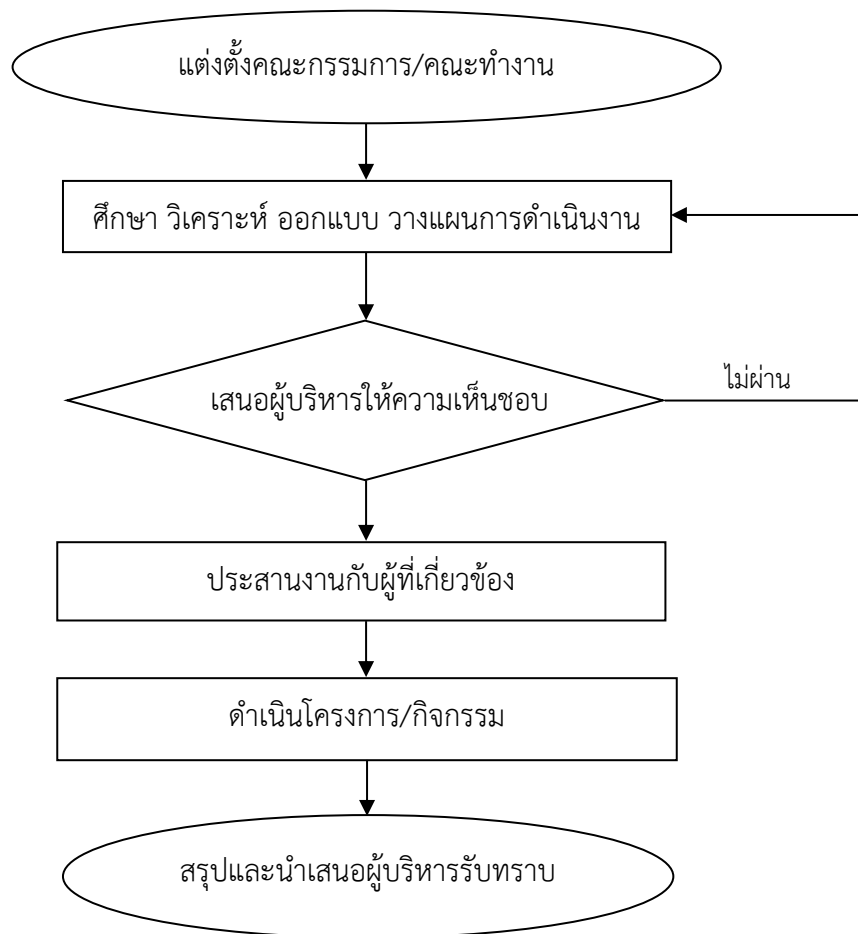 แต่งตั้งคณะกรรมการ/คณะทำงาน
ศึกษา วิเคราะห์ ออกแบบ วางแผนการดำเนินงาน
เสนอผู้บริหารให้ความเห็นชอบ
ไม่ผ่าน
ประสานงานกับผู้ที่เกี่ยวข้อง
ดำเนินโครงการ/กิจกรรม
สรุปและนำเสนอผู้บริหารรับทราบ